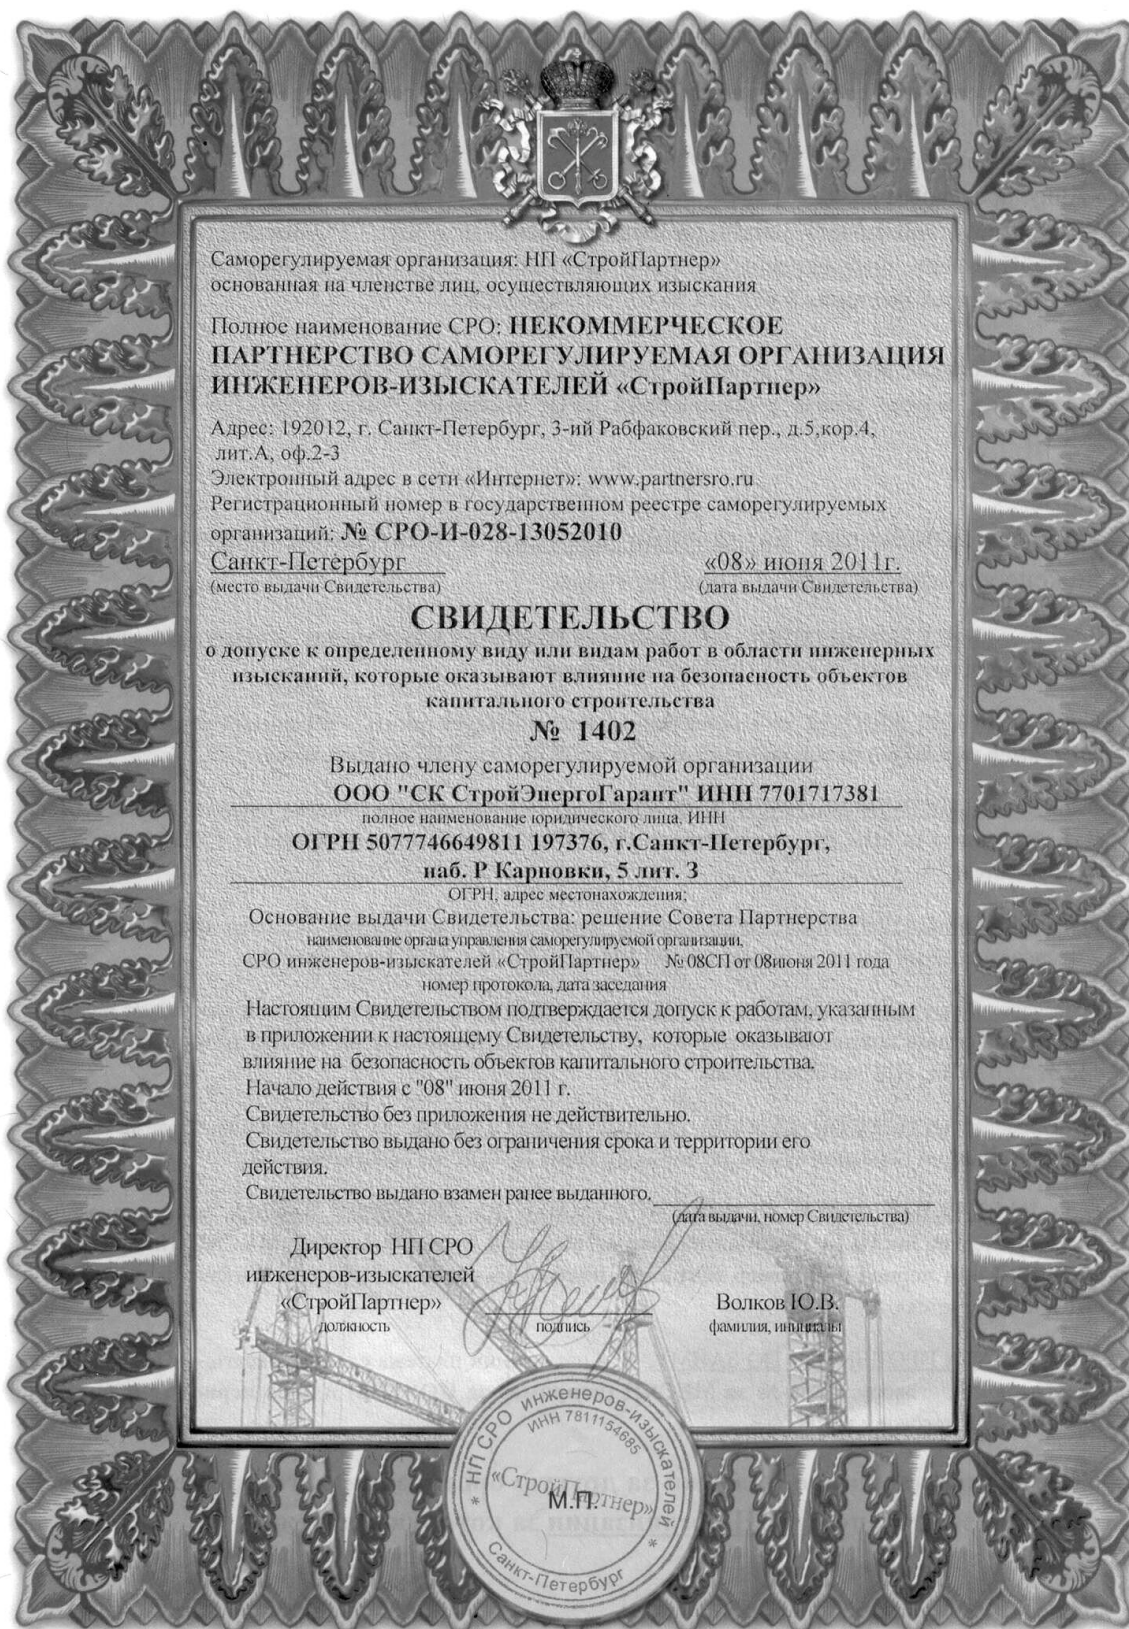 Саморегулируемая организация: НП «СтройПартнер»
основанная на членстве лиц, осуществляющих изыскания
Полное наименование СРО: НЕКОММЕРЧЕСКОЕ
ПАРТНЕРСТВО САМОРЕГУЛИРУЕМАЯ ОРГАНИЗАЦИЯ
ИНЖЕНЕРОВ-ИЗЫСКАТЕЛЕЙ «СтройПартнер»
Адрес: 192012, г. Санкт-Петербург, 3-ий Рабфаковский пер., д.5,кор.4,
лит.А, оф.2-3
Электронный адрес в сети «Интернет»: www.partnersro.ru
Регистрационный номер в государственном реестре саморегулируемых
организаций: № СРО-И-028-13052010
Санкт-Петербург «08» июня 2011г.
(место выдачи Свидетельства) (дата выдачи Свидетельства)
СВИДЕТЕЛЬСТВО
о допуске к определенному виду или видам работ в области инженерных
изысканий, которые оказывают влияние на безопасность объектов
капитального строительства
№ 1402
Выдано члену саморегулируемой организации
ООО "СК СтройЭнергоГарант" ИНН 7701717381
полное наименование юридического лица, ИНН
ОГРН 5077746649811 197376, г.Санкт-Петербург,
наб. Р Карповки, 5 лит. З
ОГРН, адрес местонахождения;
Основание выдачи Свидетельства: решение Совета Партнерства
наименование органа управления саморегулируемой организации,
СРО инженеров-изыскателей «СтройПартнер» № 08СП от 08июня 2011 года
номер протокола, дата заседания
Настоящим Свидетельством подтверждается допуск к работам, указанным
в приложении к настоящему Свидетельству, которые оказывают
влияние на безопасность объектов капитального строительства.
Начало действия с "08" июня 2011 г.
Свидетельство без приложения не действительно.
Свидетельство выдано без ограничения срока и территории его
действия.
Свидетельство выдано взамен ранее выданного.
(дата выдачи, номер Свидетельства)
Директор НП СРО
инженеров-изыскателей
«СтройПартнер» Волков Ю.В.
должность подпись фамилия, инициалы
* НП СРО инженеров-изыскателей *
ИНН 7811154685
«СтройПартнер»
М.П.
Санкт-Петербург